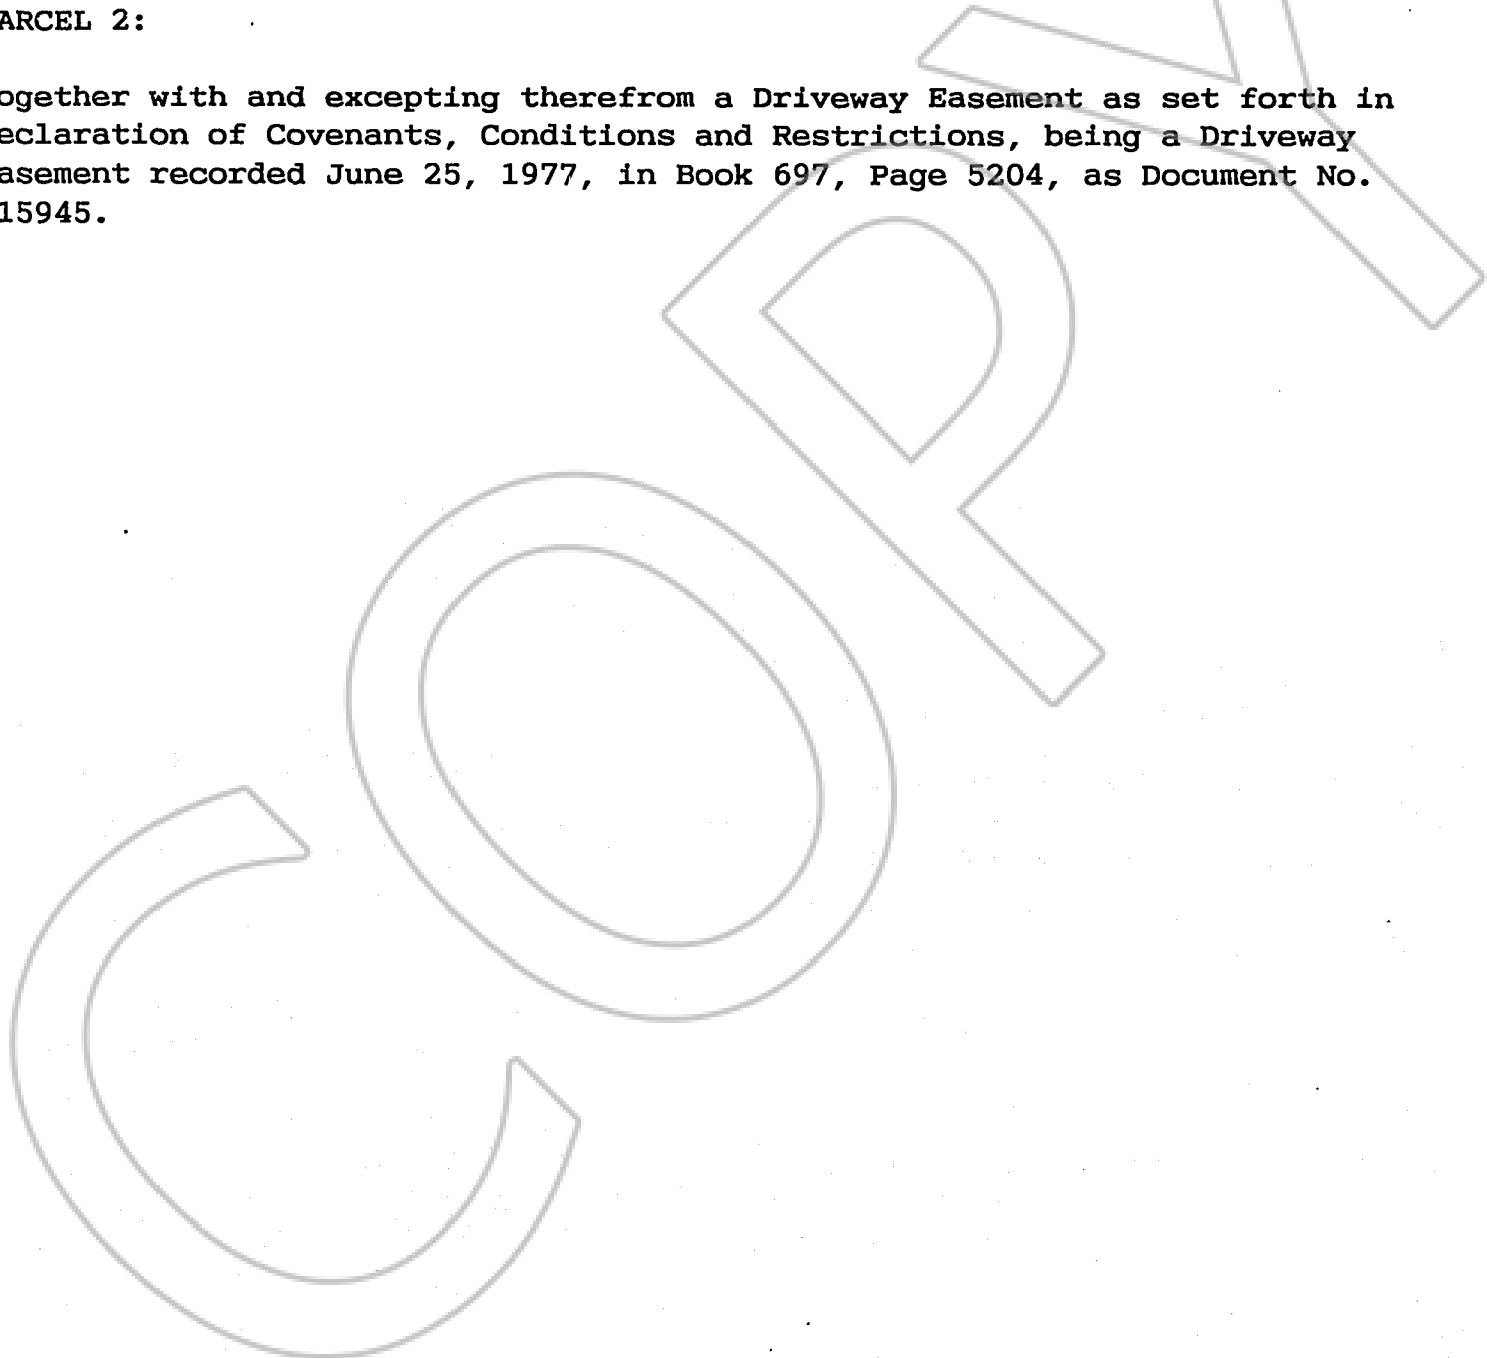 ARCEL 2:
ogether with and excepting therefrom a Driveway Easement as set forth in
eclaration of Covenants, Conditions and Restrictions, being a Driveway
asement recorded June 25, 1977, in Book 697, Page 5204, as Document No.
15945.
COPY